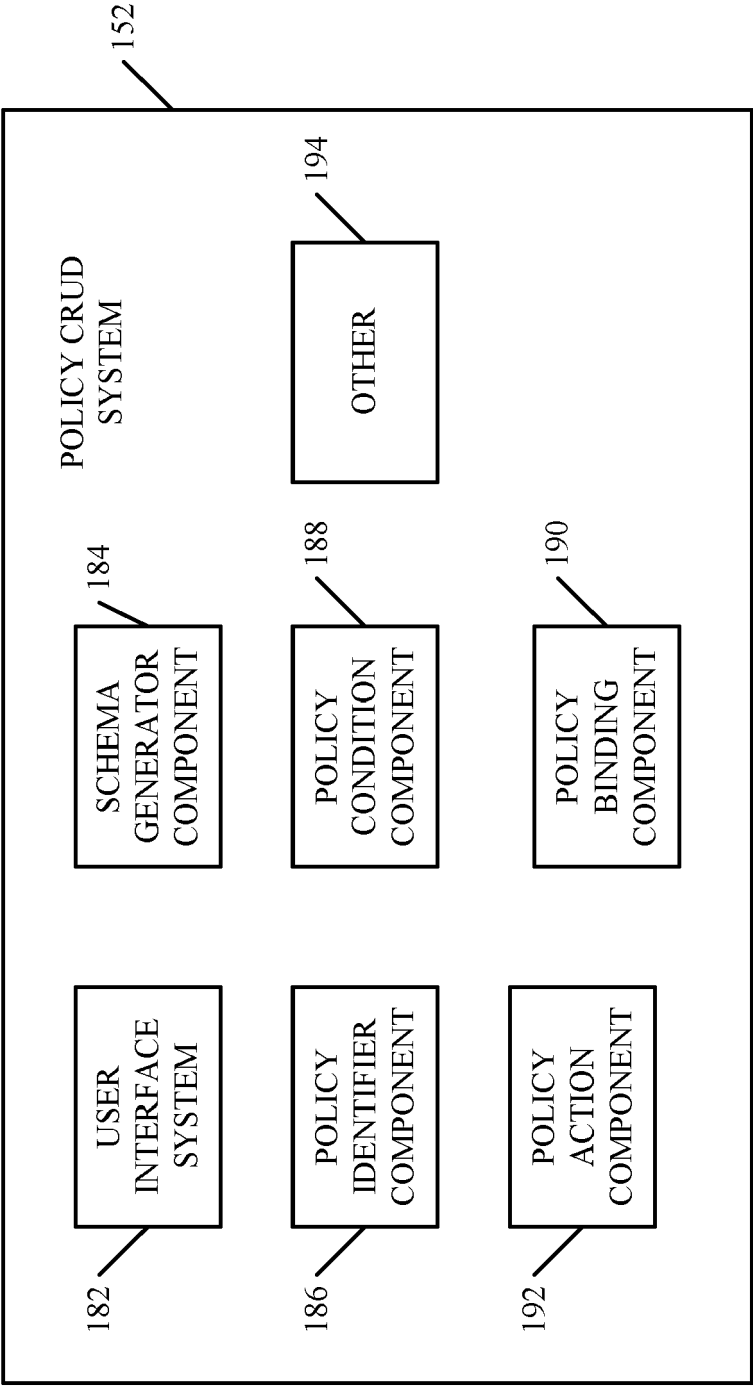 152
POLICY CRUD
SYSTEM
182
USER
INTERFACE
SYSTEM
184
SCHEMA
GENERATOR
COMPONENT
186
POLICY
IDENTIFIER
COMPONENT
188
POLICY
CONDITION
COMPONENT
194
OTHER
192
POLICY
ACTION
COMPONENT
190
POLICY
BINDING
COMPONENT